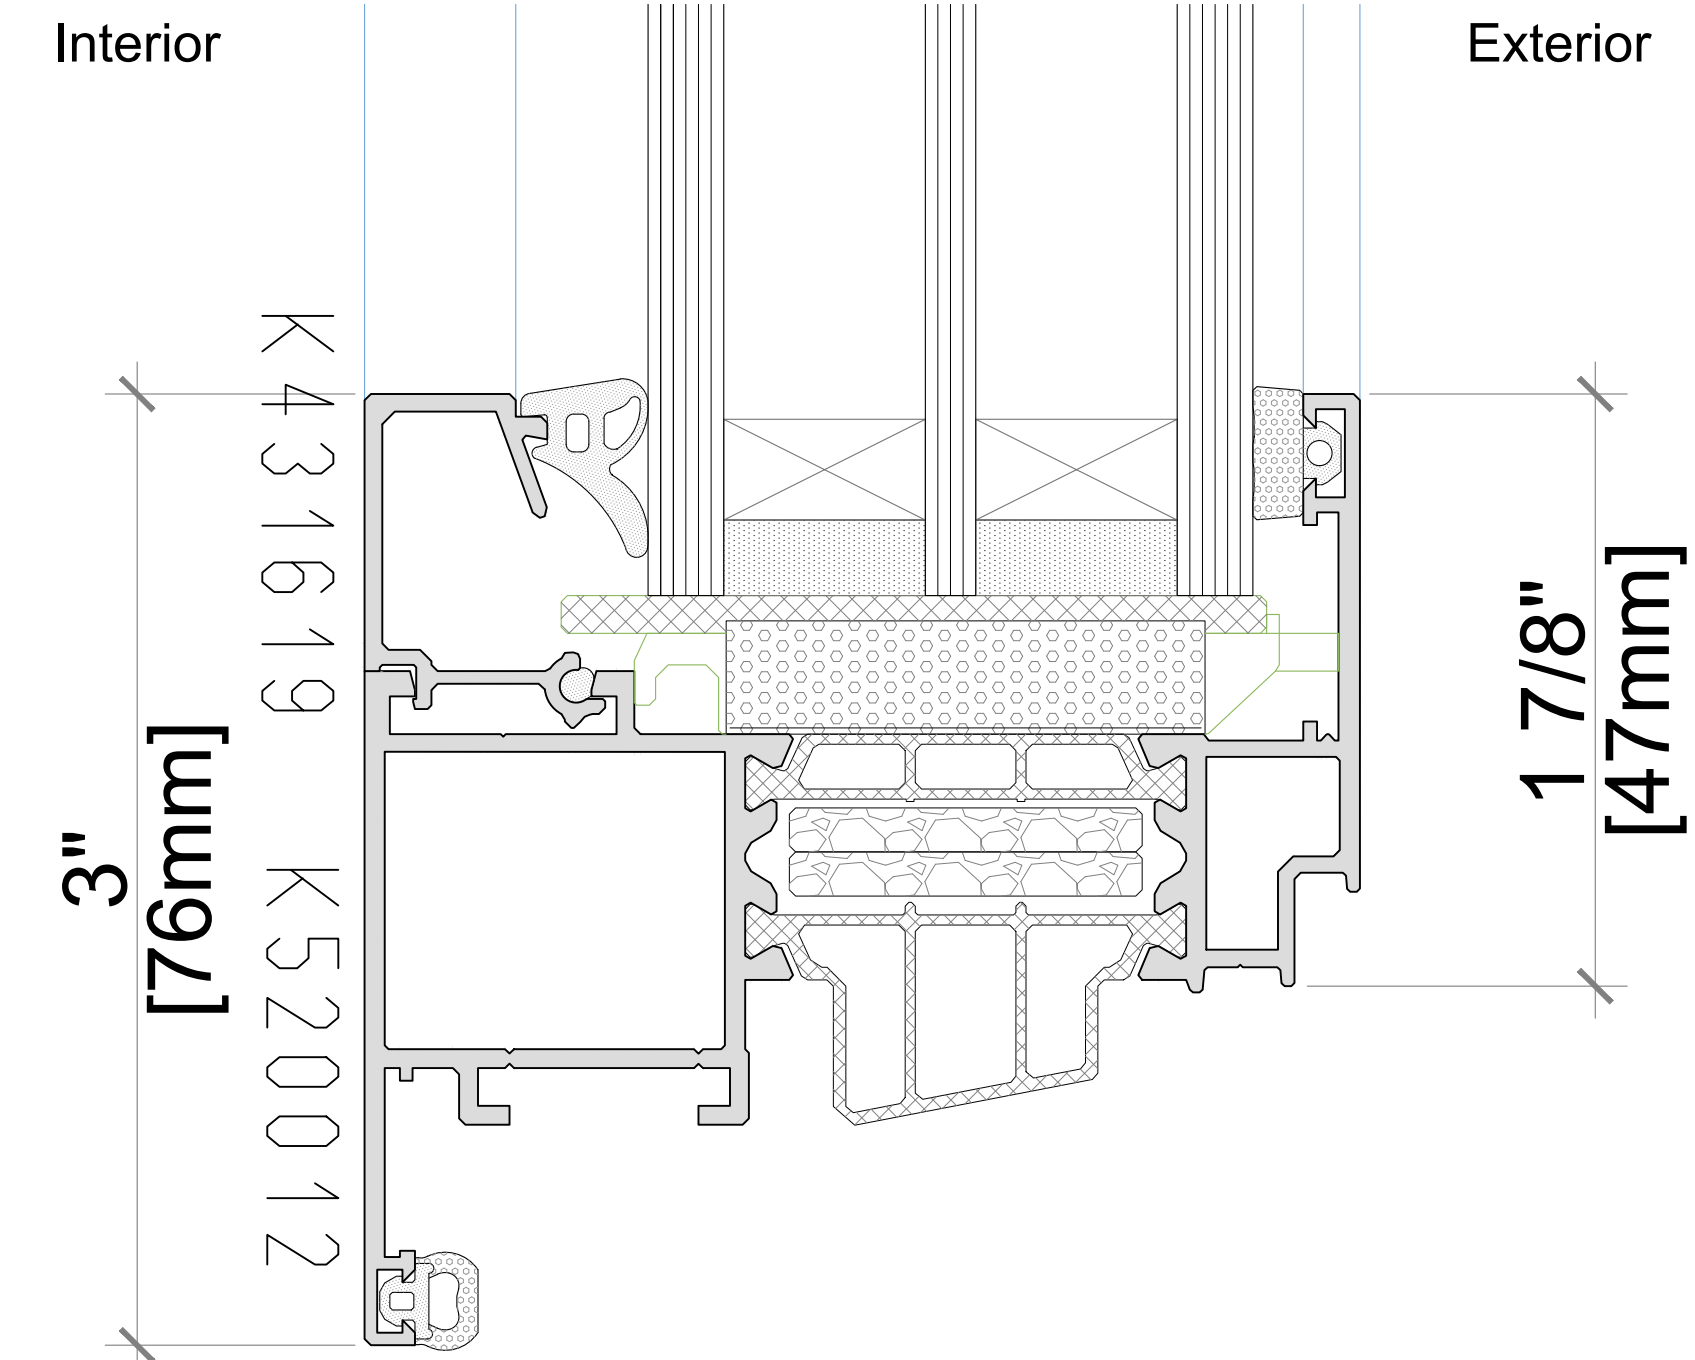 Interior
Exterior
K431619
K520012
3"
[76mm]
1 7/8"
[47mm]